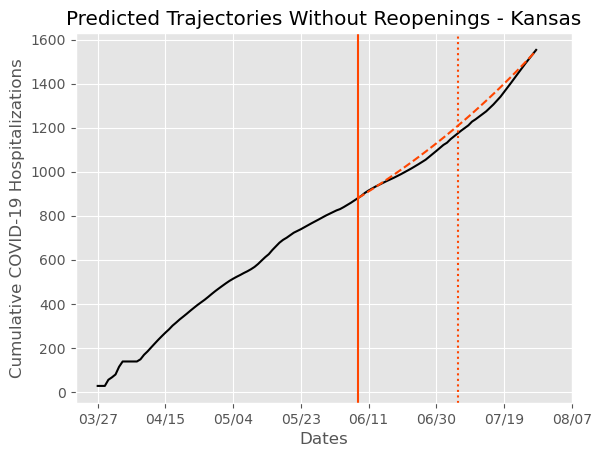 Predicted Trajectories Without Reopenings - Kansas
1600
1400
1200
1000
800
600
400
200
0
Cumulative COVID-19 Hospitalizations
03/27 04/15 05/04 05/23 06/11 06/30 07/19 08/07
Dates